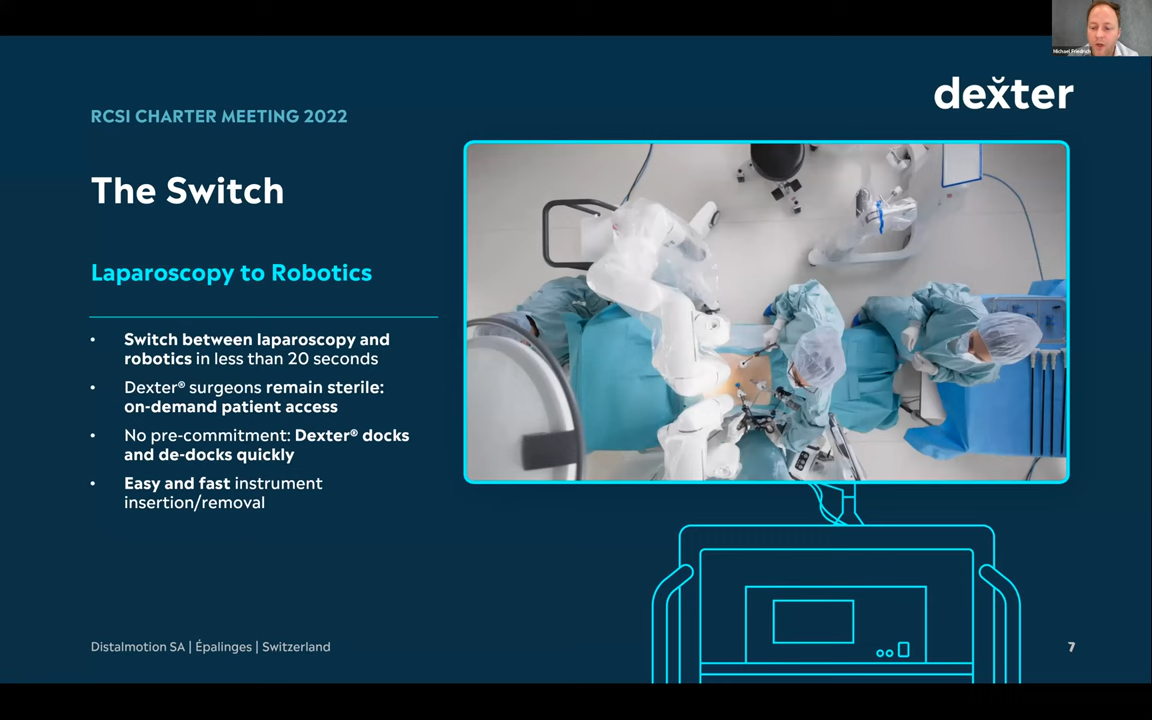 Michael Friedrich
dexter
RCSI CHARTER MEETING 2022
The Switch
Laparoscopy to Robotics
• Switch between laparoscopy and
robotics in less than 20 seconds
• Dexter® surgeons remain sterile:
on-demand patient access
• No pre-commitment: Dexter® docks
and de-docks quickly
• Easy and fast instrument
insertion/removal
Distalmotion SA | Épalinges | Switzerland
7